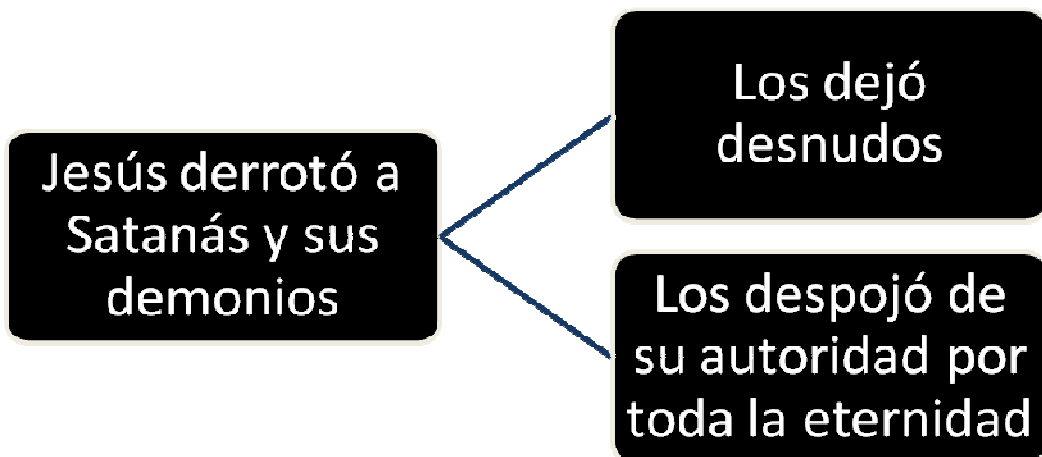 Jesús derrotó a
Satanás y sus
demonios
Los dejó
desnudos
Los despojó de
su autoridad por
toda la eternidad